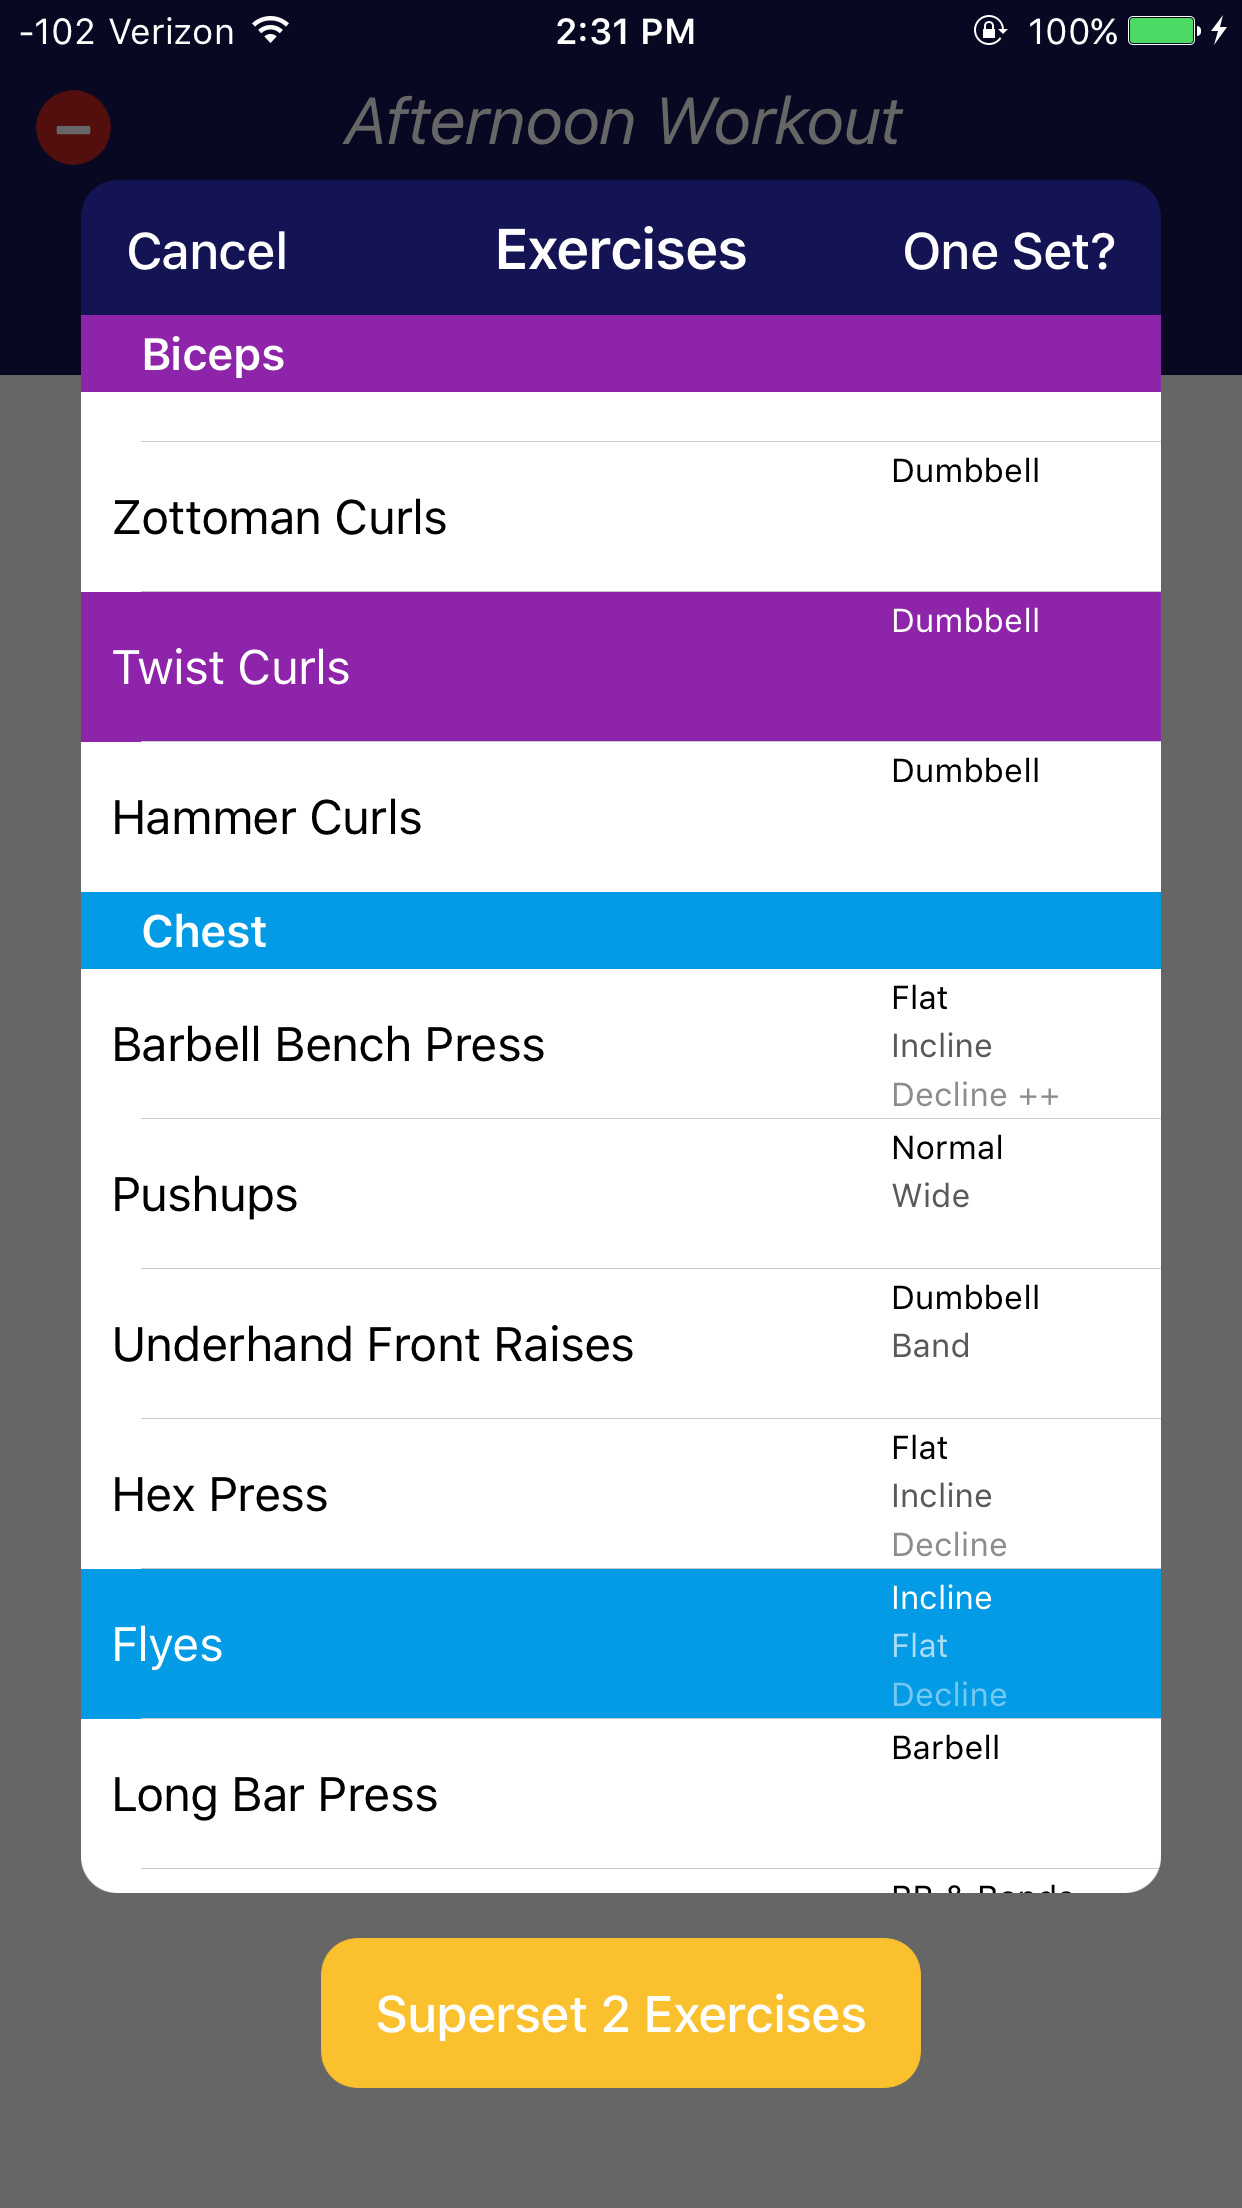 -102 Verizon 2:31 PM 100%
Afternoon Workout
Cancel Exercises One Set?
Biceps
Dumbbell
Zottoman Curls
Dumbbell
Twist Curls
Dumbbell
Hammer Curls
Chest
Flat
Barbell Bench Press
Incline
Decline ++
Normal
Pushups
Wide
Dumbbell
Underhand Front Raises
Band
Flat
Hex Press
Incline
Decline
Incline
Flyes
Flat
Decline
Barbell
Long Bar Press
Superset 2 Exercises